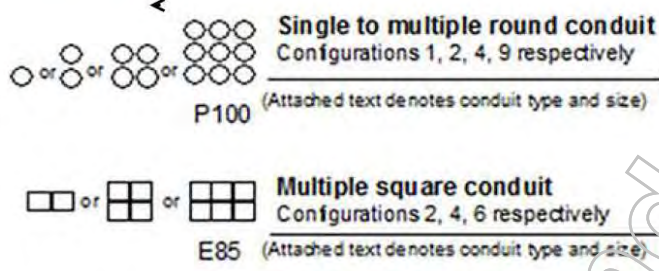 Single to multiple round conduit
or or or Confgurations 1, 2, 4, 9 respectively
P100 (Attached text denotes conduit type and size)
Multiple square conduit
or or Confgurations 2, 4, 6 respectively
E85 (Attached text denotes conduit type and size)